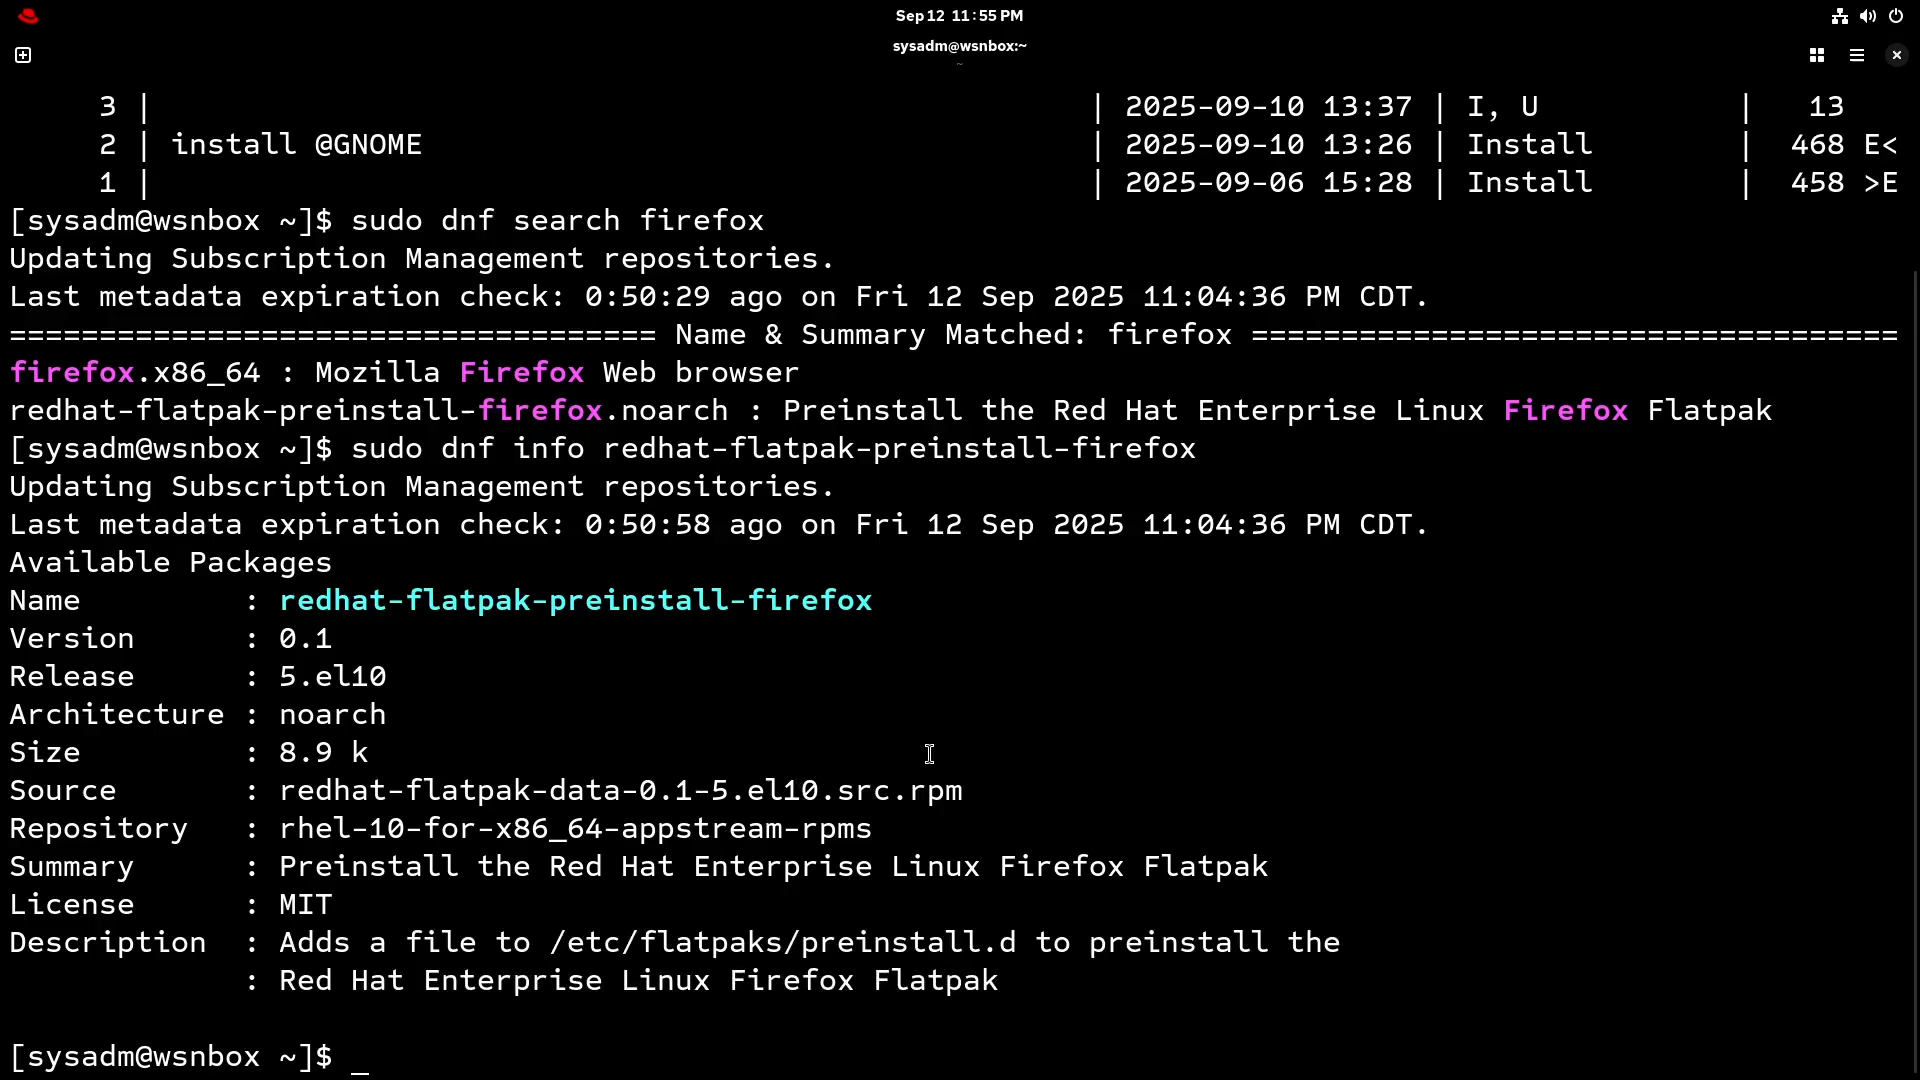 Sep 12 11:55 PM
sysadm@wsnbox:~
~
3 | | 2025-09-10 13:37 | I, U | 13
2 | install @GNOME | 2025-09-10 13:26 | Install | 468 E<
1 | | 2025-09-06 15:28 | Install | 458 >E
[sysadm@wsnbox ~]$ sudo dnf search firefox
Updating Subscription Management repositories.
Last metadata expiration check: 0:50:29 ago on Fri 12 Sep 2025 11:04:36 PM CDT.
==================================== Name & Summary Matched: firefox ====================================
firefox.x86_64 : Mozilla Firefox Web browser
redhat-flatpak-preinstall-firefox.noarch : Preinstall the Red Hat Enterprise Linux Firefox Flatpak
[sysadm@wsnbox ~]$ sudo dnf info redhat-flatpak-preinstall-firefox
Updating Subscription Management repositories.
Last metadata expiration check: 0:50:58 ago on Fri 12 Sep 2025 11:04:36 PM CDT.
Available Packages
Name : redhat-flatpak-preinstall-firefox
Version : 0.1
Release : 5.el10
Architecture : noarch
Size : 8.9 k
Source : redhat-flatpak-data-0.1-5.el10.src.rpm
Repository : rhel-10-for-x86_64-appstream-rpms
Summary : Preinstall the Red Hat Enterprise Linux Firefox Flatpak
License : MIT
Description : Adds a file to /etc/flatpaks/preinstall.d to preinstall the
: Red Hat Enterprise Linux Firefox Flatpak
[sysadm@wsnbox ~]$ _